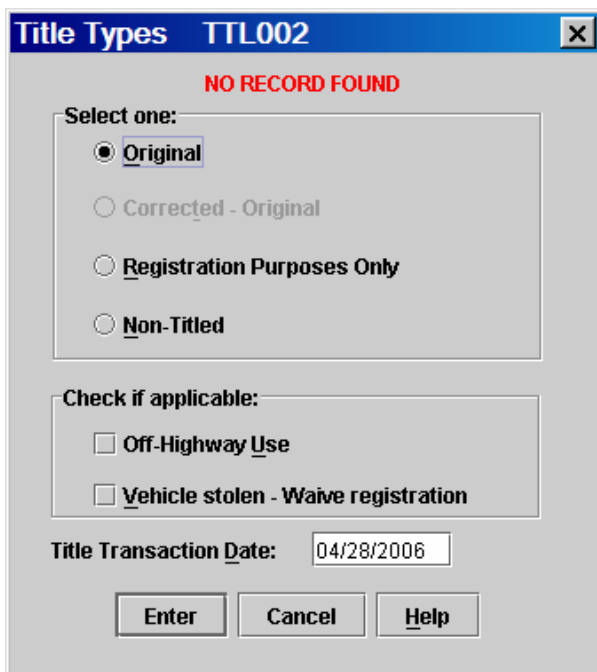 Title Types TTL002
NO RECORD FOUND
Select one:
Original
Corrected - Original
Registration Purposes Only
Non-Titled
Check if applicable:
Off-Highway Use
Vehicle stolen - Waive registration
Title Transaction Date: 04/28/2006
Enter Cancel Help